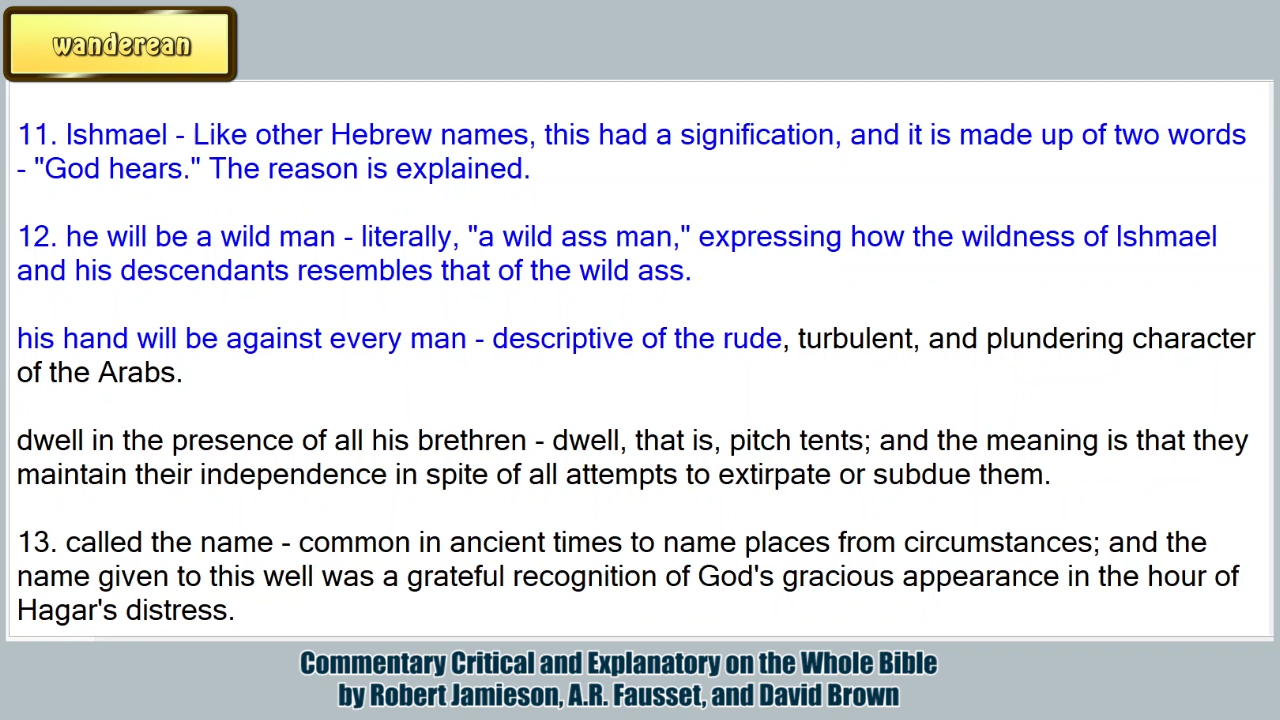 wanderean
11. Ishmael - Like other Hebrew names, this had a signification, and it is made up of two words
- "God hears." The reason is explained.
12. he will be a wild man - literally, "a wild ass man," expressing how the wildness of Ishmael
and his descendants resembles that of the wild ass.
his hand will be against every man - descriptive of the rude, turbulent, and plundering character
of the Arabs.
dwell in the presence of all his brethren - dwell, that is, pitch tents; and the meaning is that they
maintain their independence in spite of all attempts to extirpate or subdue them.
13. called the name - common in ancient times to name places from circumstances; and the
name given to this well was a grateful recognition of God's gracious appearance in the hour of
Hagar's distress.
Commentary Critical and Explanatory on the Whole Bible
by Robert Jamieson, A.R. Fausset, and David Brown